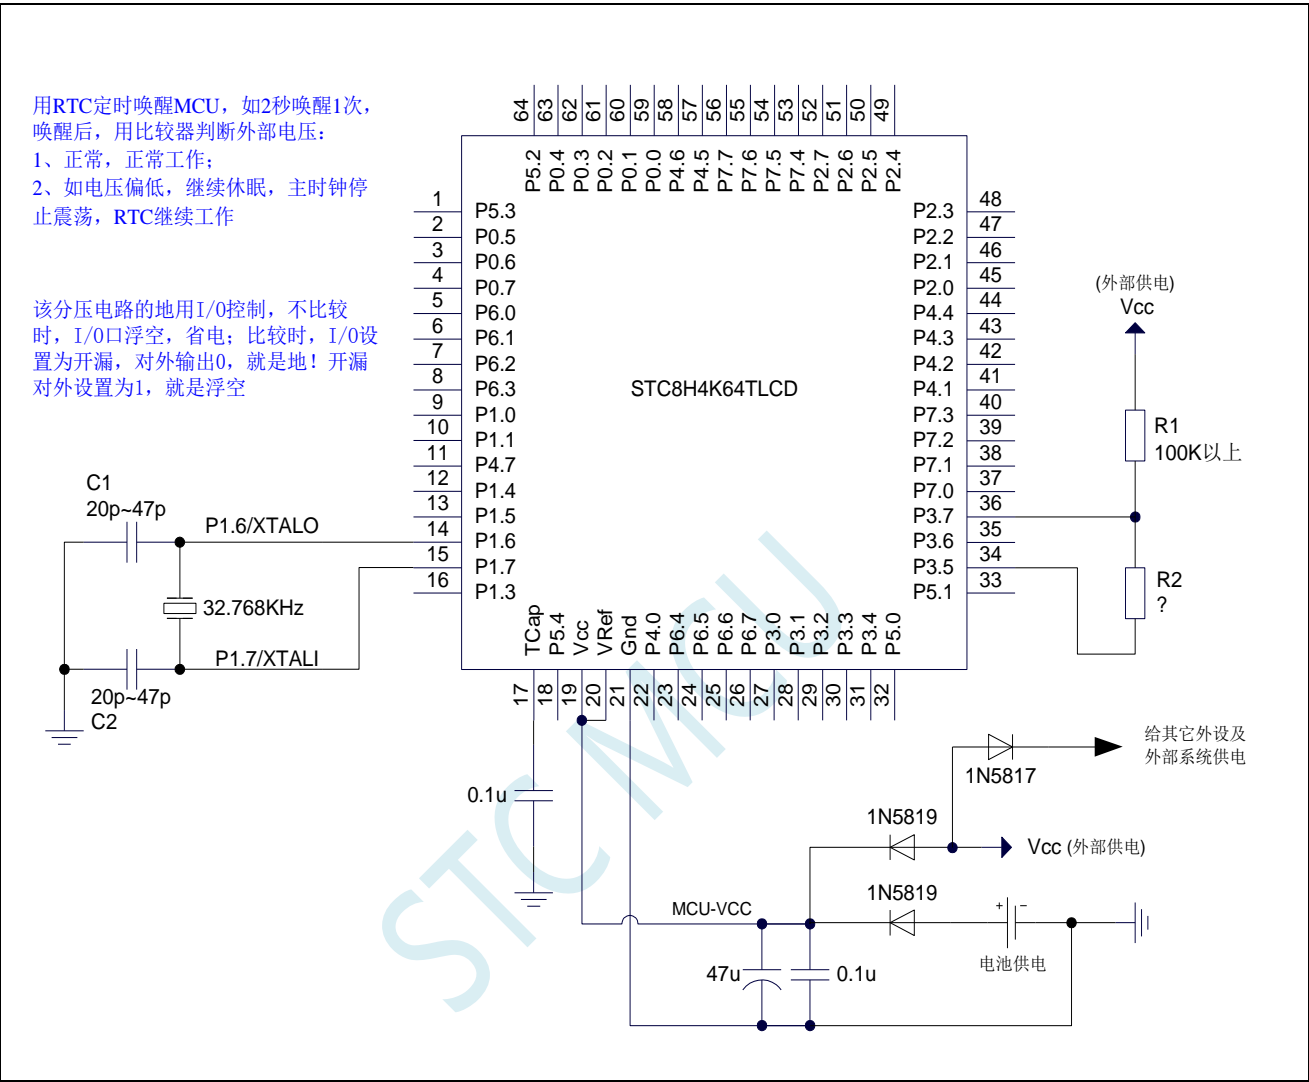 用RTC定时唤醒MCU，如2秒唤醒1次，
唤醒后，用比较器判断外部电压：
1、正常，正常工作；
2、如电压偏低，继续休眠，主时钟停
止震荡，RTC继续工作
该分压电路的地用I/O控制，不比较
时，I/O口浮空，省电；比较时，I/O设
置为开漏，对外输出0，就是地！开漏
对外设置为1，就是浮空
64 63 62 61 60 59 58 57 56 55 54 53 52 51 50 49
P5.2 P0.4 P0.3 P0.2 P0.1 P0.0 P4.6 P4.5 P7.7 P7.6 P7.5 P7.4 P2.7 P2.6 P2.5 P2.4
1 P5.3
2 P0.5
3 P0.6
4 P0.7
5 P6.0
6 P6.1
7 P6.2
8 P6.3
9 P1.0
10 P1.1
11 P4.7
12 P1.4
13 P1.5
14 P1.6
15 P1.7
16 P1.3
STC8H4K64TLCD
P2.3 48
P2.2 47
P2.1 46
P2.0 45
P4.4 44
P4.3 43
P4.2 42
P4.1 41
P7.3 40
P7.2 39
P7.1 38
P7.0 37
P3.7 36
P3.6 35
P3.5 34
P5.1 33
TCap P5.4 Vcc VRef Gnd P4.0 P6.4 P6.5 P6.6 P6.7 P3.0 P3.1 P3.2 P3.3 P3.4 P5.0
17 18 19 20 21 22 23 24 25 26 27 28 29 30 31 32
C1
20p~47p
P1.6/XTALO
32.768KHz
P1.7/XTALI
20p~47p
C2
(外部供电)
Vcc
R1
100K以上
R2
?
给其它外设及
外部系统供电
1N5817
0.1u
1N5819
Vcc (外部供电)
1N5819
MCU-VCC
+ −
电池供电
47u
0.1u
STC MCU